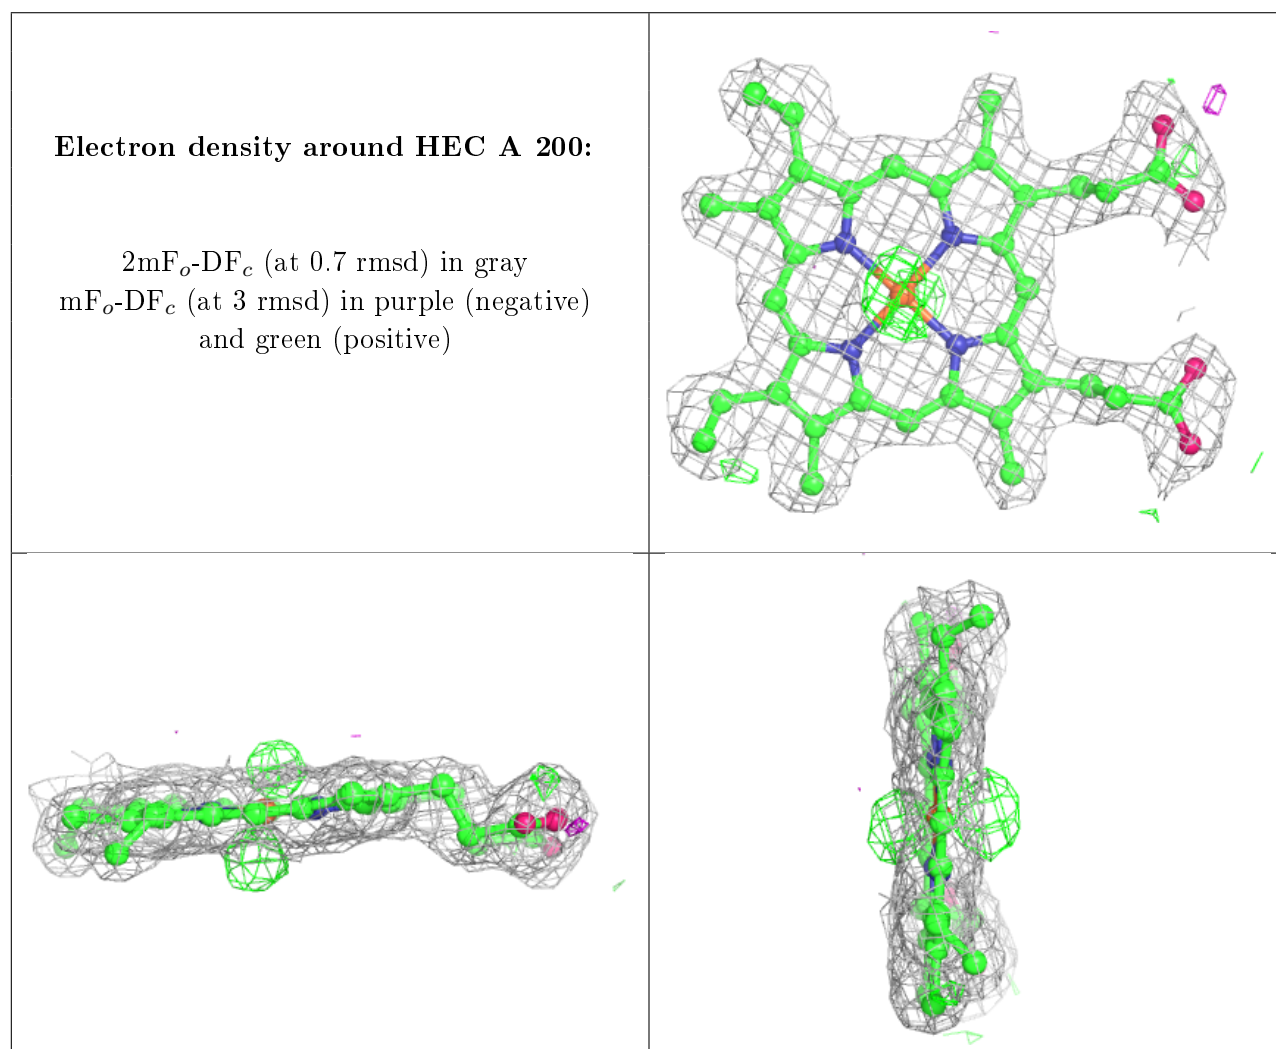 Electron density around HEC A 200:
2mFₒ-DF𝑐 (at 0.7 rmsd) in gray
mFₒ-DF𝑐 (at 3 rmsd) in purple (negative)
and green (positive)